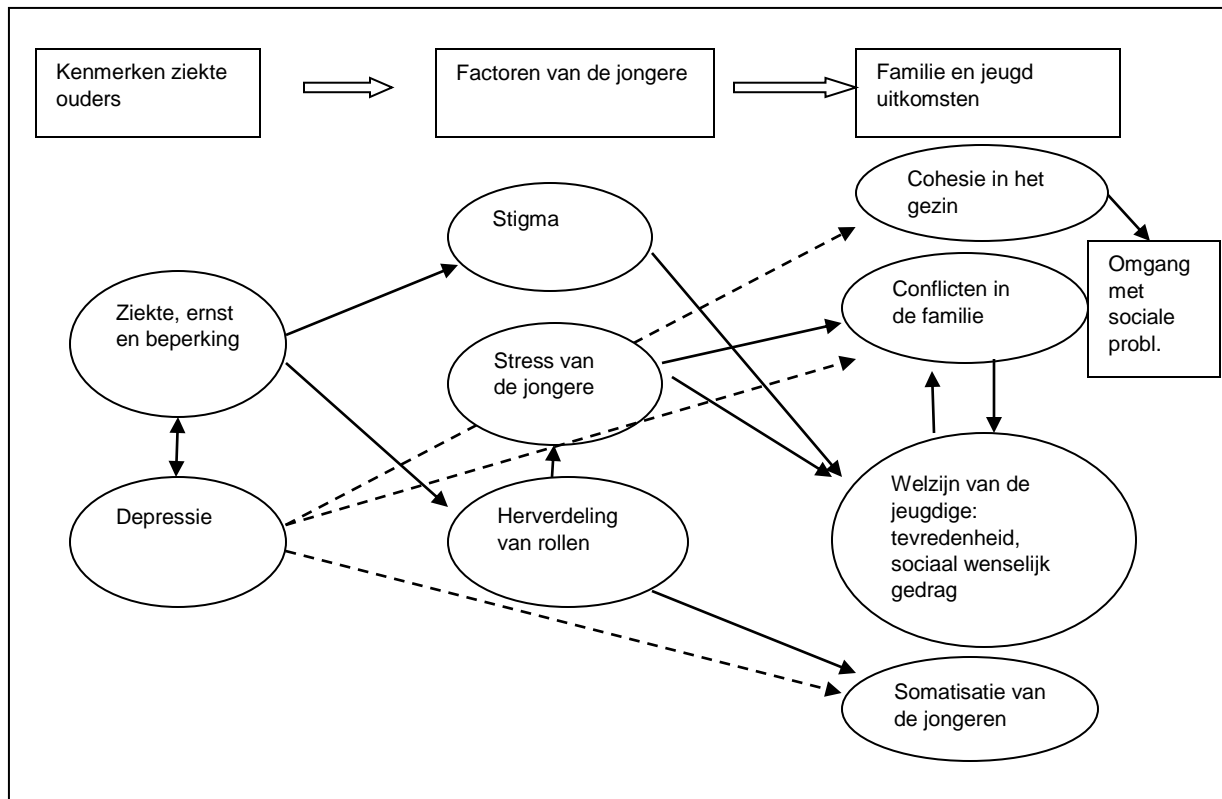 Kenmerken ziekte
ouders
Factoren van de jongere
Familie en jeugd
uitkomsten
Cohesie in het
gezin
Stigma
Omgang
met
sociale
probl.
Ziekte, ernst
en beperking
Conflicten in
de familie
Stress van
de jongere
Depressie
Herverdeling
van rollen
Welzijn van de
jeugdige:
tevredenheid,
sociaal wenselijk
gedrag
Somatisatie van
de jongeren